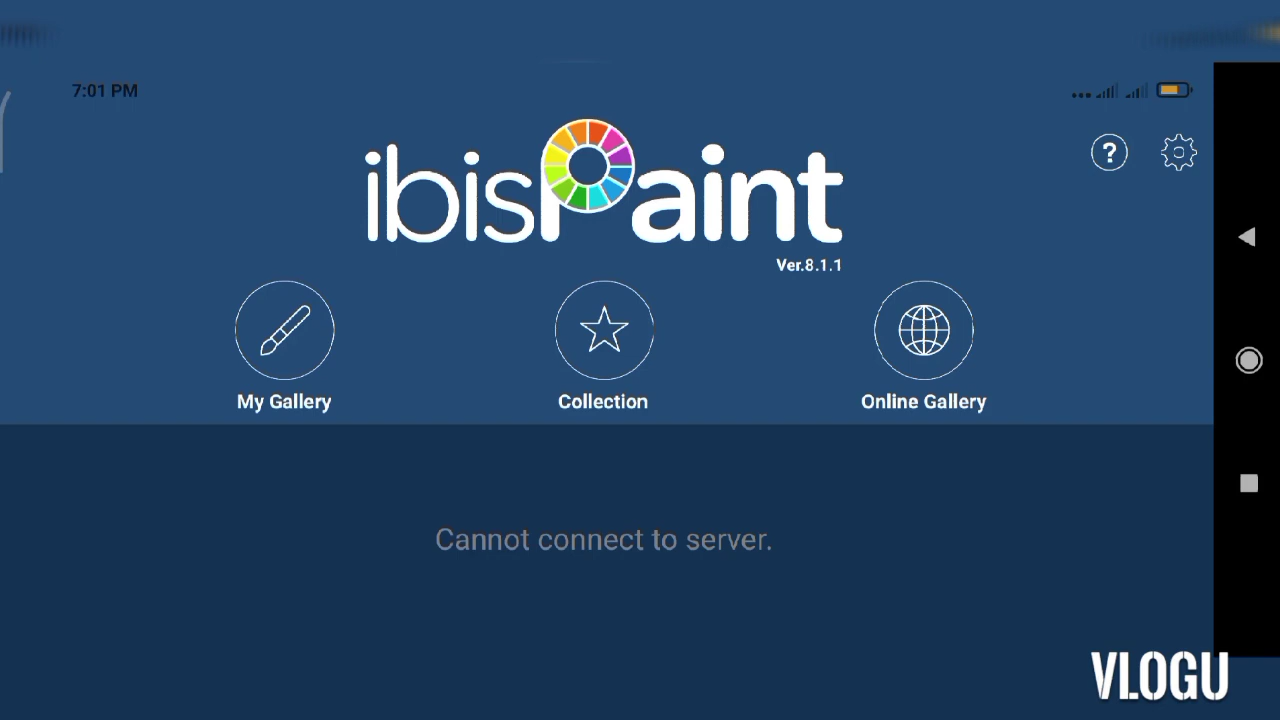 7:01 PM
ibisPaint
?
Ver.8.1.1
My Gallery
Collection
Online Gallery
Cannot connect to server.
VLOGU